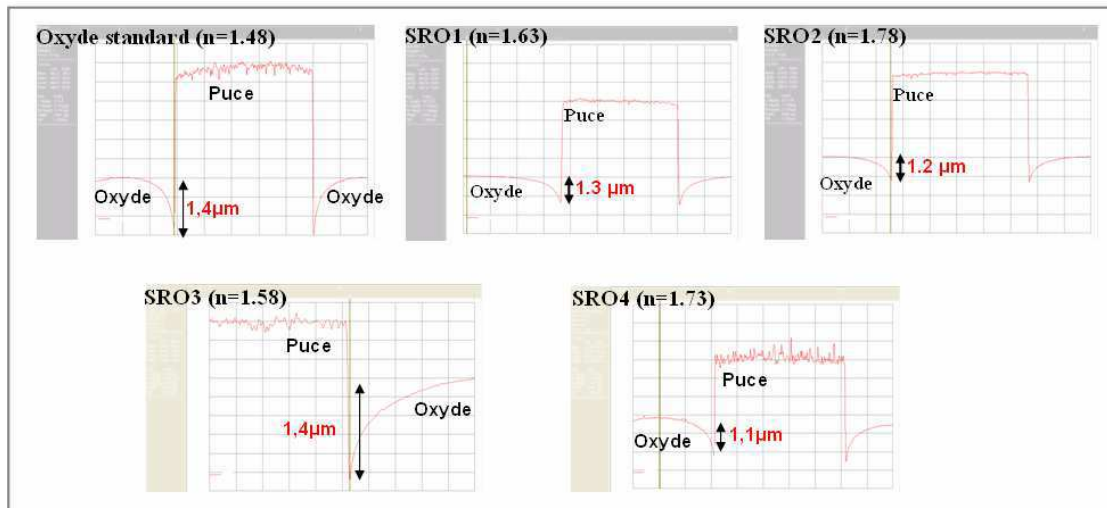 Oxyde standard (n=1.48)
Puce
Oxyde
1,4µm
Oxyde
SRO1 (n=1.63)
Puce
Oxyde
1.3 µm
SRO2 (n=1.78)
Puce
Oxyde
1.2 µm
SRO3 (n=1.58)
Puce
Oxyde
1,4µm
SRO4 (n=1.73)
Puce
Oxyde
1,1µm